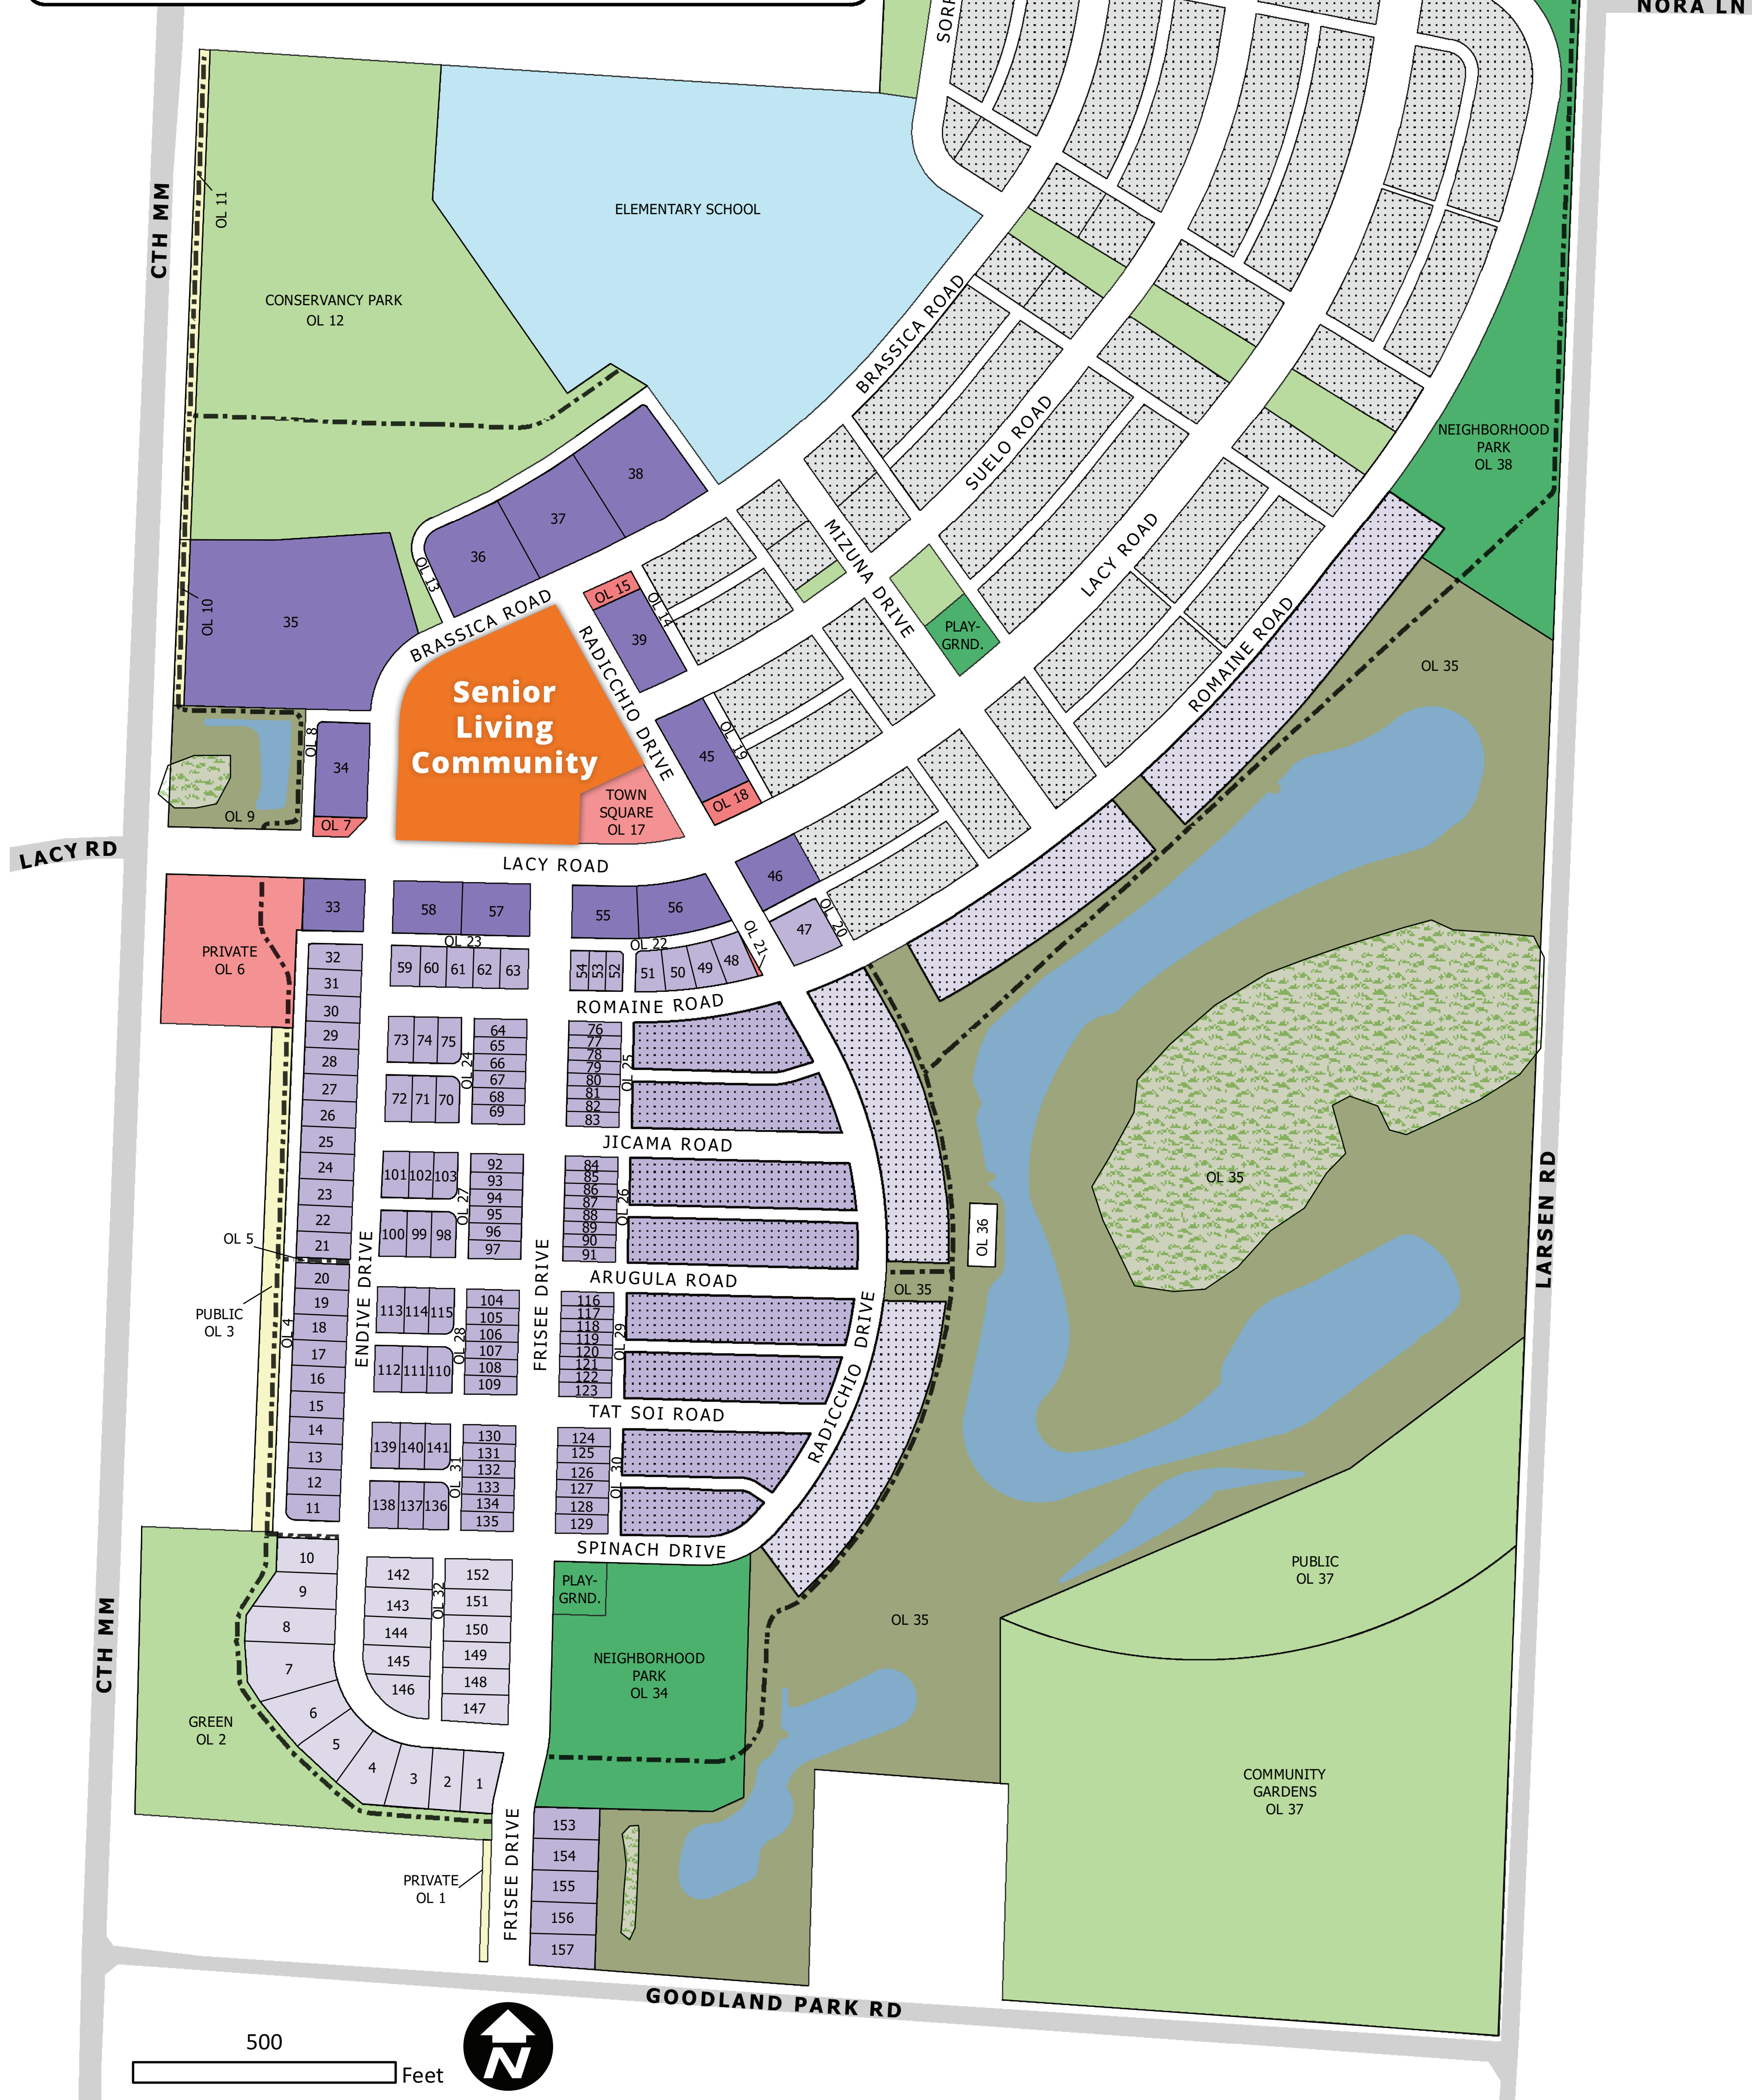 NORA LN
SORR
CTH MM
OL 11
ELEMENTARY SCHOOL
CONSERVANCY PARK
OL 12
BRASSICA ROAD
SUELO ROAD
NEIGHBORHOOD
PARK
OL 38
38
37
36
OL 13
MIZUNA DRIVE
LACY ROAD
OL 10
35
OL 15
OL 14
39
BRASSICA ROAD
RADICCHIO DRIVE
PLAY-
GRND.
ROMAINE ROAD
OL 35
Senior
Living
Community
OL 8
34
OL 9
OL 7
45
OL 19
OL 18
TOWN
SQUARE
OL 17
LACY RD
LACY ROAD
46
47
OL 20
OL 21
33
58
57
55
56
OL 23
OL 22
PRIVATE
OL 6
59
60
61
62
63
54
53
52
51
50
49
48
ROMAINE ROAD
32
31
30
29
28
27
26
25
24
23
22
21
73
74
75
OL 24
64
65
66
67
68
69
72
71
70
76
77
78
79
80
81
82
83
OL 25
JICAMA ROAD
101
102
103
OL 27
92
93
94
95
96
97
100
99
98
84
85
86
87
88
89
90
91
OL 26
OL 36
OL 35
LARSEN RD
OL 5
ENDIVE DRIVE
FRISEE DRIVE
ARUGULA ROAD
OL 35
PUBLIC
OL 3
OL 4
20
19
18
17
16
15
14
13
12
11
113
114
115
OL 28
104
105
106
107
108
109
112
111
110
116
117
118
119
120
121
122
123
OL 29
RADICCHIO DRIVE
TAT SOI ROAD
139
140
141
OL 31
130
131
132
133
134
135
138
137
136
124
125
126
127
128
129
OL 30
SPINACH DRIVE
10
9
8
7
6
5
4
3
2
1
142
143
144
145
146
OL 32
152
151
150
149
148
147
PLAY-
GRND.
NEIGHBORHOOD
PARK
OL 34
OL 35
PUBLIC
OL 37
CTH MM
GREEN
OL 2
COMMUNITY
GARDENS
OL 37
PRIVATE
OL 1
FRISEE DRIVE
153
154
155
156
157
GOODLAND PARK RD
500
Feet
N